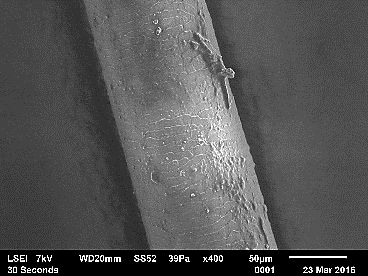 LSEI 7kV WD20mm SS52 39Pa x400 50µm
30 Seconds 0001 23 Mar 2016